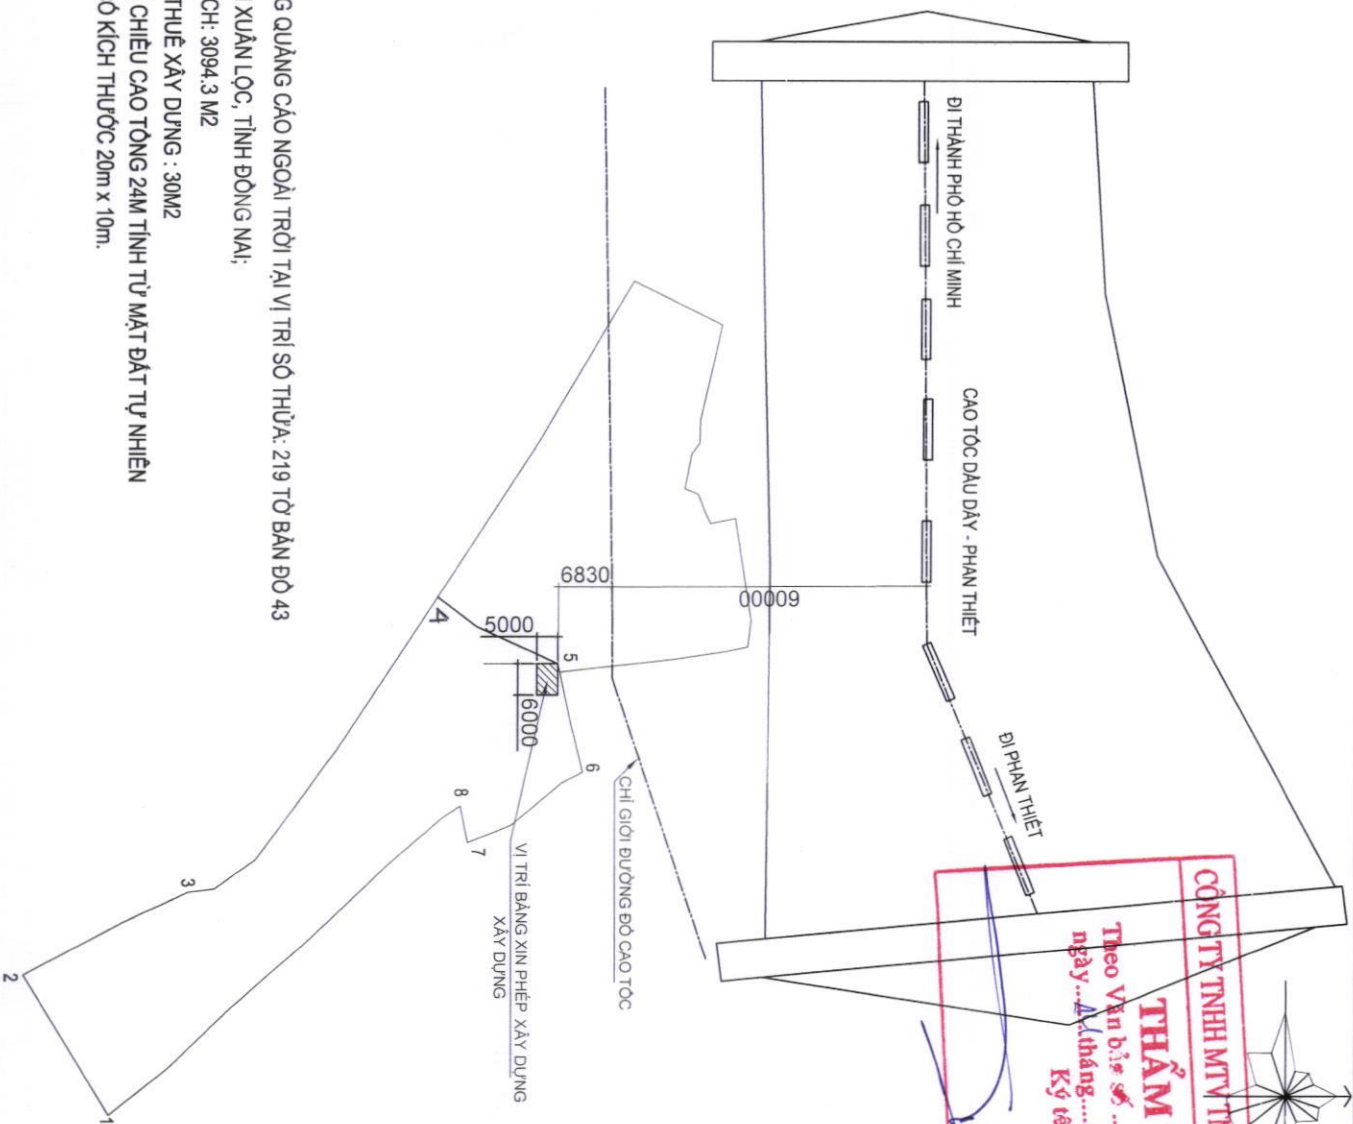 G QUẢNG CÁO NGOÀI TRỜI TẠI VỊ TRÍ SỐ THỬA: 219 TỜ BẢN ĐỒ 43
XUÂN LỘC, TỈNH ĐỒNG NAI;
CH: 3094.3 M2
THUÊ XÂY DỰNG : 30M2
CHIỀU CAO TỔNG 24M TÍNH TỪ MẶT ĐẤT TỰ NHIÊN
Ó KÍCH THƯỚC 20m x 10m.
ĐI THÀNH PHỐ HỒ CHÍ MINH
CAO TỐC DẦU DÂY - PHAN THIẾT
ĐI PHAN THIẾT
6830
60000
5000
6000
CHỈ GIỚI ĐƯỜNG ĐỎ CAO TỐC
VỊ TRÍ BẢNG XIN PHÉP XÂY DỰNG
XÂY DỰNG
1
2
3
4
5
6
7
8
CÔNG TY TNHH MTV
THẨM
Theo Văn bản số ..
ngày.......tháng....
Ký tê